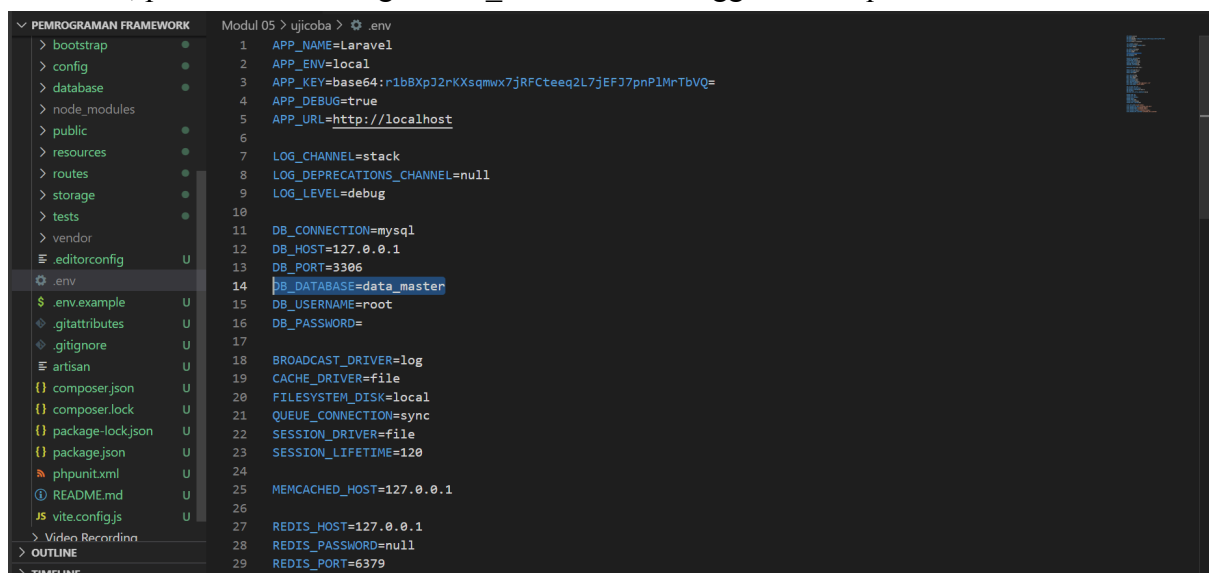 PEMROGRAMAN FRAMEWORK
bootstrap
config
database
node_modules
public
resources
routes
storage
tests
vendor
.editorconfig U
.env
.env.example U
.gitattributes U
.gitignore U
artisan U
composer.json U
composer.lock U
package-lock.json U
package.json U
phpunit.xml U
README.md U
JS vite.config.js U
Video Recording
OUTLINE
TIMELINE
Modul 05 > ujicoba > .env
1 APP_NAME=Laravel
2 APP_ENV=local
3 APP_KEY=base64:r1bBXpJ2rKXsqmwx7jRFCteeq2L7jEFJ7pnPlMrTbVQ=
4 APP_DEBUG=true
5 APP_URL=http://localhost
6
7 LOG_CHANNEL=stack
8 LOG_DEPRECATIONS_CHANNEL=null
9 LOG_LEVEL=debug
10
11 DB_CONNECTION=mysql
12 DB_HOST=127.0.0.1
13 DB_PORT=3306
14 DB_DATABASE=data_master
15 DB_USERNAME=root
16 DB_PASSWORD=
17
18 BROADCAST_DRIVER=log
19 CACHE_DRIVER=file
20 FILESYSTEM_DISK=local
21 QUEUE_CONNECTION=sync
22 SESSION_DRIVER=file
23 SESSION_LIFETIME=120
24
25 MEMCACHED_HOST=127.0.0.1
26
27 REDIS_HOST=127.0.0.1
28 REDIS_PASSWORD=null
29 REDIS_PORT=6379